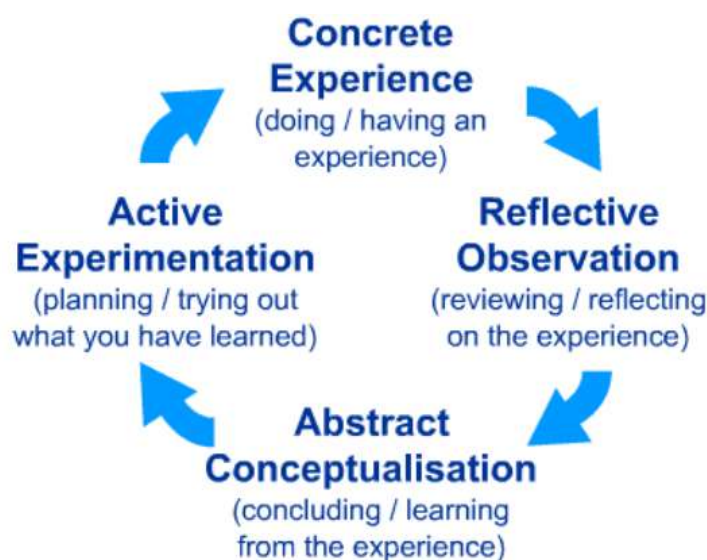 Concrete
Experience
(doing / having an
experience)
Reflective
Observation
(reviewing / reflecting
on the experience)
Abstract
Conceptualisation
(concluding / learning
from the experience)
Active
Experimentation
(planning / trying out
what you have learned)